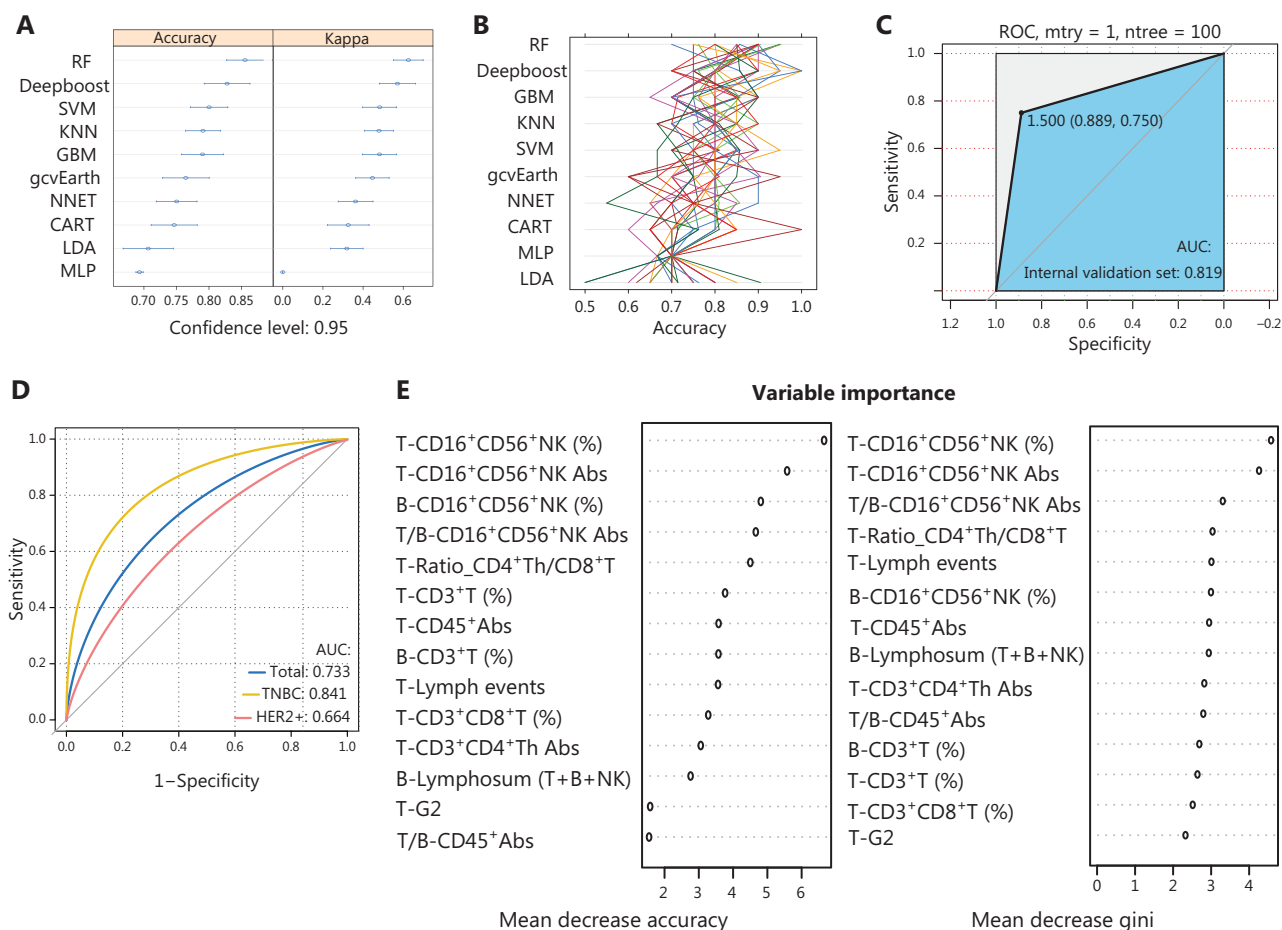 A
Accuracy
Kappa
RF
Deepboost
SVM
KNN
GBM
gcvEarth
NNET
CART
LDA
MLP
0.70 0.75 0.80 0.85 0.0 0.2 0.4 0.6
Confidence level: 0.95
B
RF
Deepboost
GBM
KNN
SVM
gcvEarth
NNET
CART
MLP
LDA
0.5 0.6 0.7 0.8 0.9 1.0
Accuracy
C
ROC, mtry = 1, ntree = 100
Sensitivity
1.0
0.8
0.6
0.4
0.2
1.500 (0.889, 0.750)
AUC:
Internal validation set: 0.819
1.2 1.0 0.8 0.6 0.4 0.2 0.0 −0.2
Specificity
D
Sensitivity
1.0
0.8
0.6
0.4
0.2
0.0
AUC:
Total: 0.733
TNBC: 0.841
HER2+: 0.664
0.0 0.2 0.4 0.6 0.8 1.0
1−Specificity
E
Variable importance
T-CD16⁺CD56⁺NK (%)
T-CD16⁺CD56⁺NK Abs
B-CD16⁺CD56⁺NK (%)
T/B-CD16⁺CD56⁺NK Abs
T-Ratio_CD4⁺Th/CD8⁺T
T-CD3⁺T (%)
T-CD45⁺Abs
B-CD3⁺T (%)
T-Lymph events
T-CD3⁺CD8⁺T (%)
T-CD3⁺CD4⁺Th Abs
B-Lymphosum (T+B+NK)
T-G2
T/B-CD45⁺Abs
2 3 4 5 6
Mean decrease accuracy
T-CD16⁺CD56⁺NK (%)
T-CD16⁺CD56⁺NK Abs
T/B-CD16⁺CD56⁺NK Abs
T-Ratio_CD4⁺Th/CD8⁺T
T-Lymph events
B-CD16⁺CD56⁺NK (%)
T-CD45⁺Abs
B-Lymphosum (T+B+NK)
T-CD3⁺CD4⁺Th Abs
T/B-CD45⁺Abs
B-CD3⁺T (%)
T-CD3⁺T (%)
T-CD3⁺CD8⁺T (%)
T-G2
0 1 2 3 4
Mean decrease gini